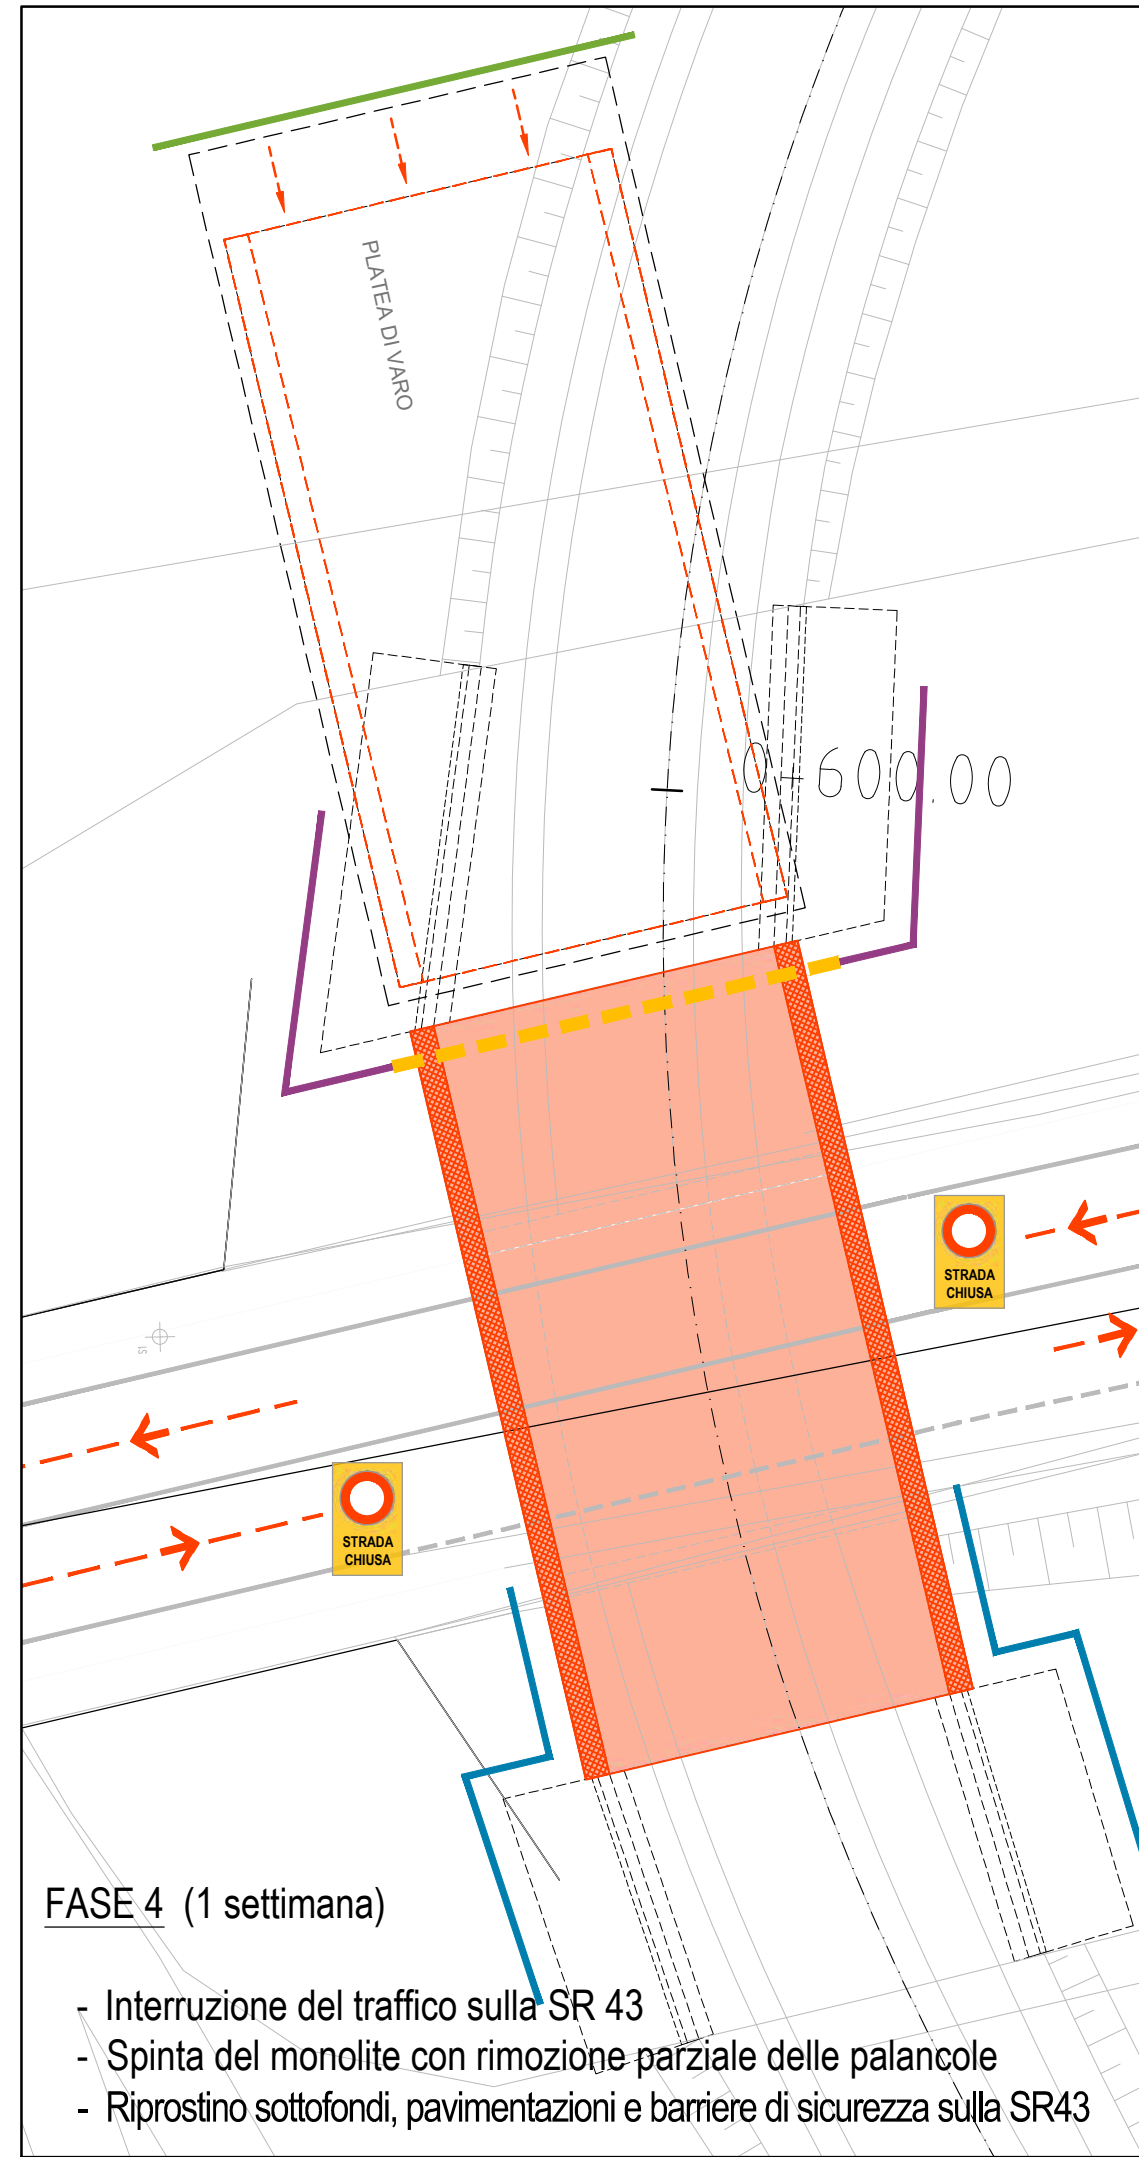 PLATEA DI VARO
0+600.00
STRADA
CHIUSA
S1
STRADA
CHIUSA
FASE 4 (1 settimana)
- Interruzione del traffico sulla SR 43
- Spinta del monolite con rimozione parziale delle palancole
- Riprostino sottofondi, pavimentazioni e barriere di sicurezza sulla SR43